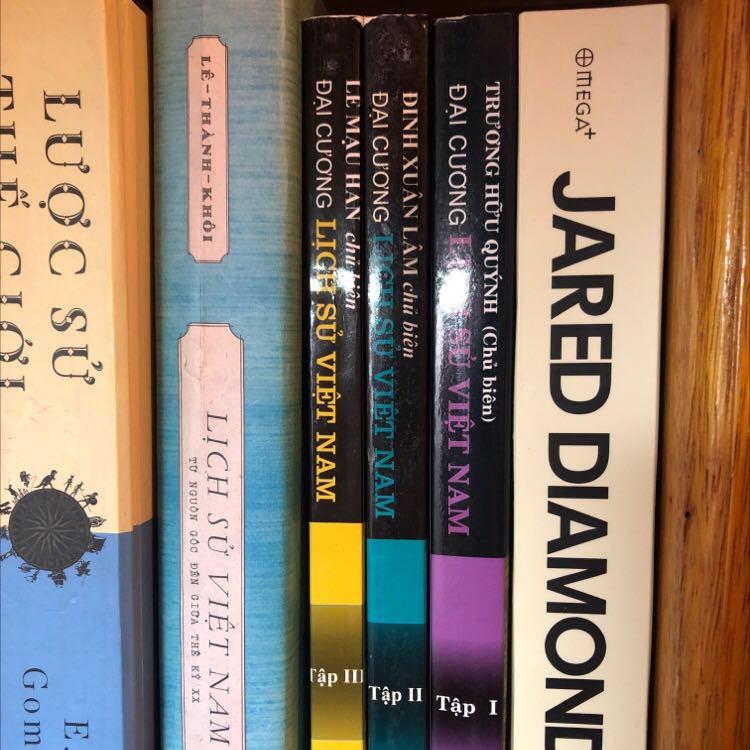 LƯỢC SỬ
THẾ GIỚI
E.
Gom
LÊ-THÀNH-KHÔI
LỊCH SỬ VIỆT NAM
TỪ NGUỒN GỐC ĐẾN GIỮA THẾ KỶ XX
LÊ MẬU HÃN chủ biên
ĐẠI CƯƠNG LỊCH SỬ VIỆT NAM
Tập III
ĐINH XUÂN LÂM chủ biên
ĐẠI CƯƠNG LỊCH SỬ VIỆT NAM
Tập II
TRƯƠNG HỮU QUÝNH (Chủ biên)
ĐẠI CƯƠNG LỊCH SỬ VIỆT NAM
Tập I
OMEGA+
JARED DIAMOND